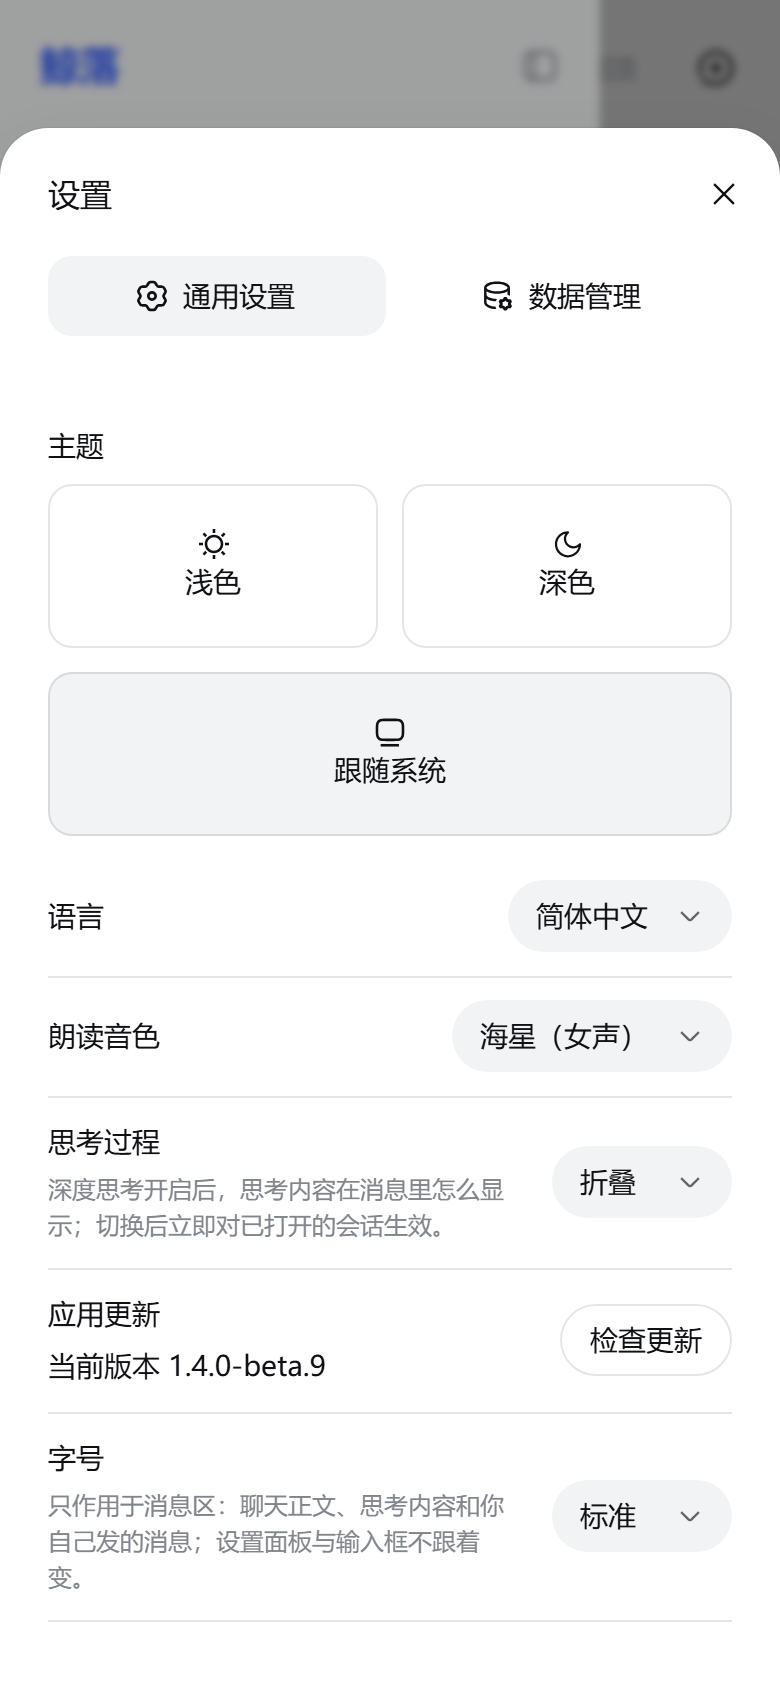 鲸落
设置
通用设置
数据管理
主题
浅色
深色
跟随系统
语言
简体中文
朗读音色
海星（女声）
思考过程
深度思考开启后，思考内容在消息里怎么显
示；切换后立即对已打开的会话生效。
折叠
应用更新
当前版本 1.4.0-beta.9
检查更新
字号
只作用于消息区：聊天正文、思考内容和你
自己发的消息；设置面板与输入框不跟着
变。
标准